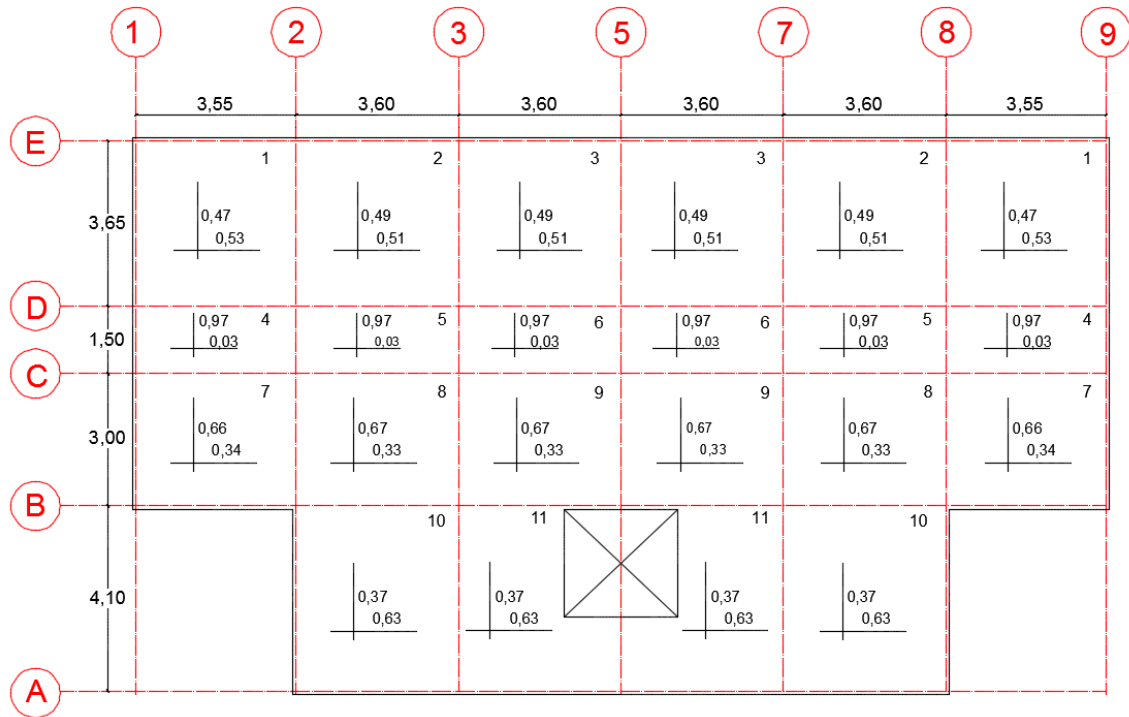 1 2 3 5 7 8 9
3,55 3,60 3,60 3,60 3,60 3,55
E
1 2 3 3 2 1
3,65
0,47 0,49 0,49 0,49 0,49 0,47
0,53 0,51 0,51 0,51 0,51 0,53
D
0,97 4 0,97 5 0,97 6 0,97 6 0,97 5 0,97 4
1,50
0,03 0,03 0,03 0,03 0,03 0,03
C
7 8 9 9 8 7
3,00
0,66 0,67 0,67 0,67 0,67 0,66
0,34 0,33 0,33 0,33 0,33 0,34
B
10 11 11 10
4,10
0,37 0,37 0,37 0,37
0,63 0,63 0,63 0,63
A